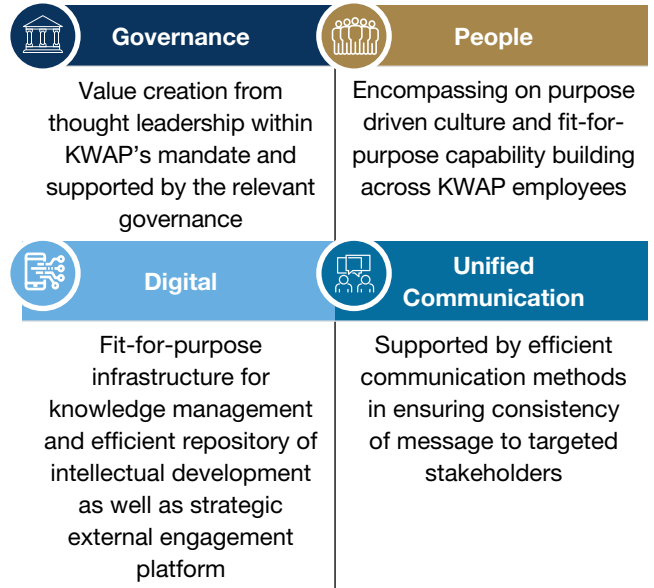 Governance
Value creation from
thought leadership within
KWAP's mandate and
supported by the relevant
governance
People
Encompassing on purpose
driven culture and fit-for-
purpose capability building
across KWAP employees
Digital
Fit-for-purpose
infrastructure for
knowledge management
and efficient repository of
intellectual development
as well as strategic
external engagement
platform
Unified
Communication
Supported by efficient
communication methods
in ensuring consistency
of message to targeted
stakeholders